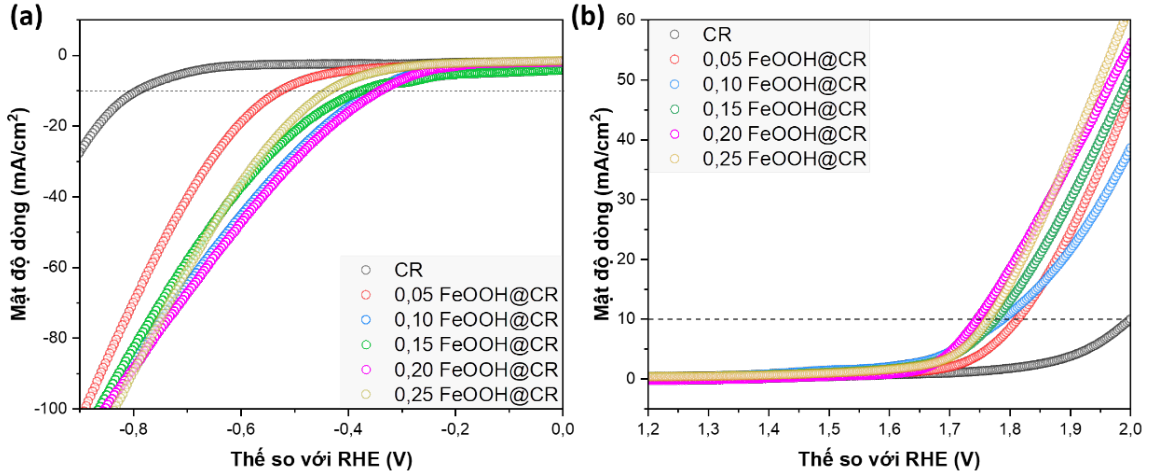 (a)
Mật độ dòng (mA/cm²)
0
-20
-40
-60
-80
-100
CR
0,05 FeOOH@CR
0,10 FeOOH@CR
0,15 FeOOH@CR
0,20 FeOOH@CR
0,25 FeOOH@CR
-0,8
-0,6
-0,4
-0,2
0,0
Thế so với RHE (V)
(b)
Mật độ dòng (mA/cm²)
60
50
40
30
20
10
0
CR
0,05 FeOOH@CR
0,10 FeOOH@CR
0,15 FeOOH@CR
0,20 FeOOH@CR
0,25 FeOOH@CR
1,2
1,3
1,4
1,5
1,6
1,7
1,8
1,9
2,0
Thế so với RHE (V)